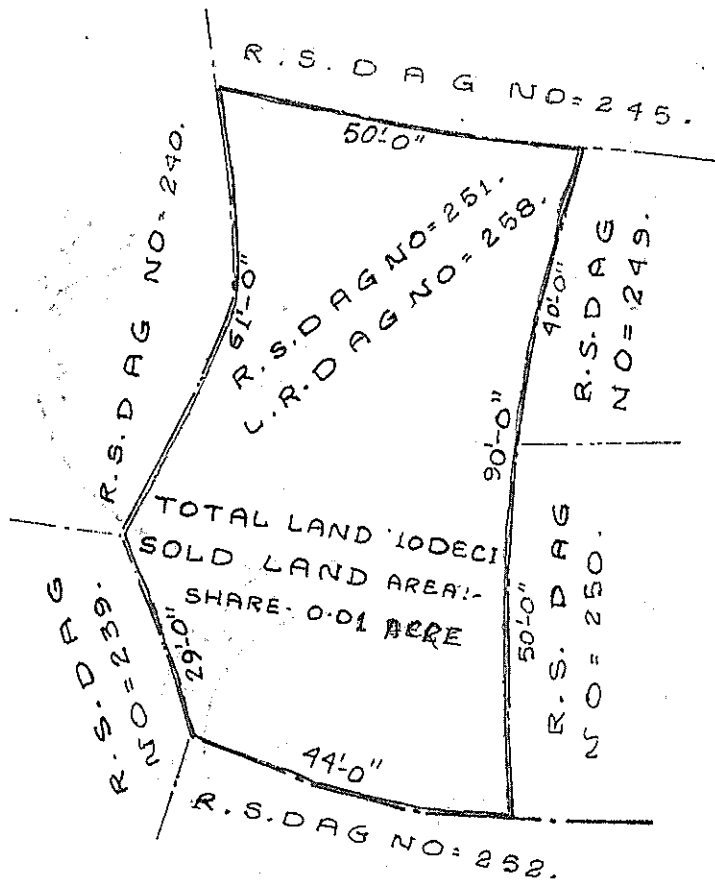 R.S. DAG NO= 245.
50'-0"
R.S.DAG NO= 240.
61'-0"
R.S.DAG NO=251.
L.R.DAG NO= 258.
40'-0"
R.S.DAG
NO=249.
90'-0"
TOTAL LAND 10DECI
SOLD LAND AREA:-
SHARE- 0.01 ACRE
50'-0"
R.S. DAG
NO= 250.
R.S.DAG
NO=239.
29'-0"
44'-0"
R.S.DAG NO= 252.